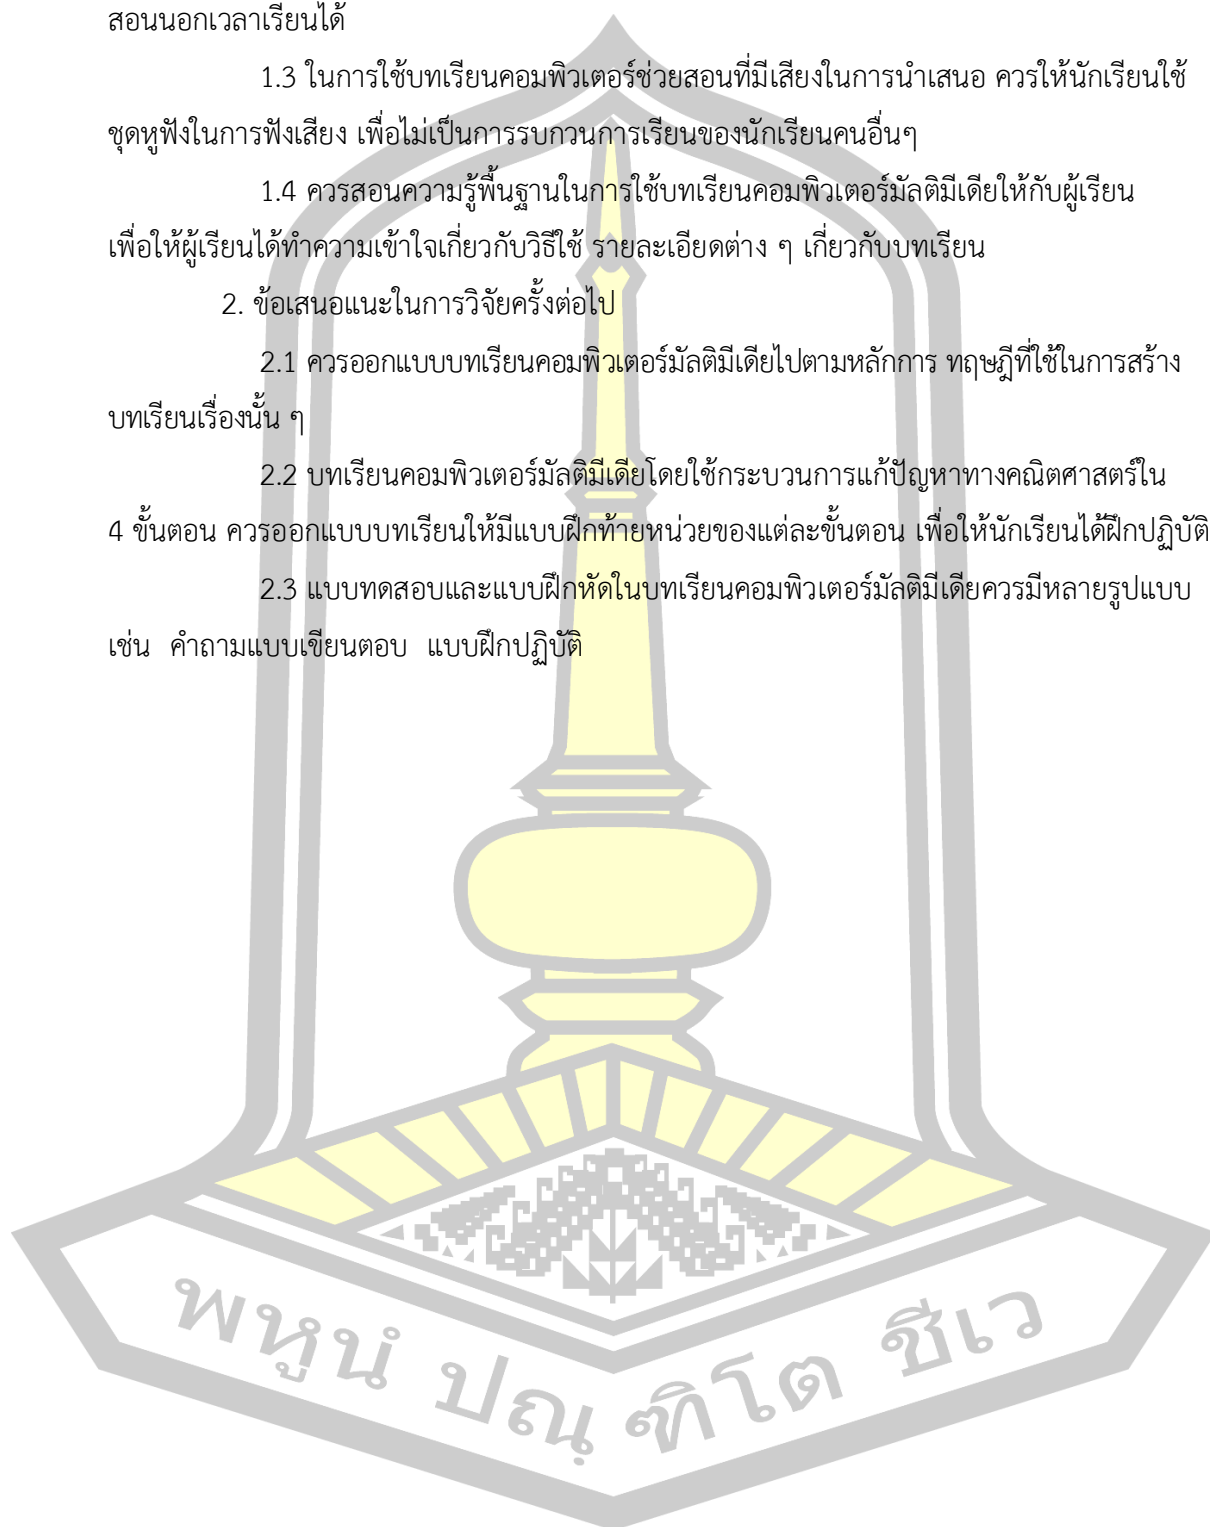 สอนนอกเวลาเรียนได้
1.3 ในการใช้บทเรียนคอมพิวเตอร์ช่วยสอนที่มีเสียงในการนำเสนอ ควรให้นักเรียนใช้
ชุดหูฟังในการฟังเสียง เพื่อไม่เป็นการรบกวนการเรียนของนักเรียนคนอื่นๆ
1.4 ควรสอนความรู้พื้นฐานในการใช้บทเรียนคอมพิวเตอร์มัลติมีเดียให้กับผู้เรียน
เพื่อให้ผู้เรียนได้ทำความเข้าใจเกี่ยวกับวิธีใช้ รายละเอียดต่าง ๆ เกี่ยวกับบทเรียน
2. ข้อเสนอแนะในการวิจัยครั้งต่อไป
2.1 ควรออกแบบบทเรียนคอมพิวเตอร์มัลติมีเดียไปตามหลักการ ทฤษฎีที่ใช้ในการสร้าง
บทเรียนเรื่องนั้น ๆ
2.2 บทเรียนคอมพิวเตอร์มัลติมีเดียโดยใช้กระบวนการแก้ปัญหาทางคณิตศาสตร์ใน
4 ขั้นตอน ควรออกแบบบทเรียนให้มีแบบฝึกท้ายหน่วยของแต่ละขั้นตอน เพื่อให้นักเรียนได้ฝึกปฏิบัติ
2.3 แบบทดสอบและแบบฝึกหัดในบทเรียนคอมพิวเตอร์มัลติมีเดียควรมีหลายรูปแบบ
เช่น คำถามแบบเขียนตอบ แบบฝึกปฏิบัติ
พหูนํ ปณฺฑิโต ชีเว